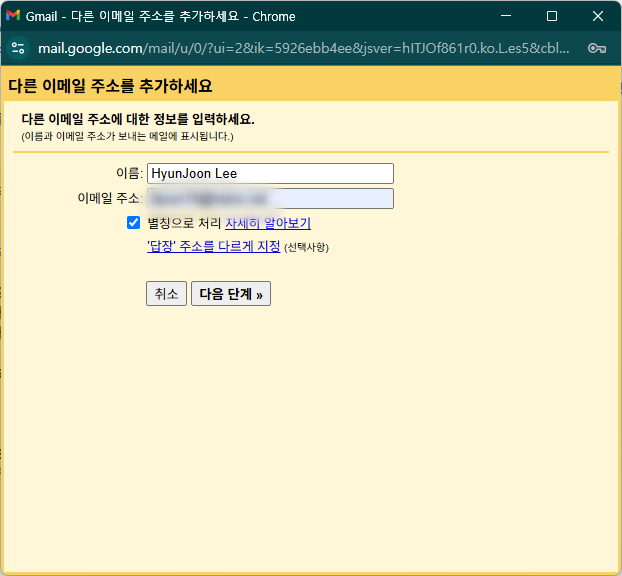 Gmail - 다른 이메일 주소를 추가하세요 - Chrome
mail.google.com/mail/u/0/?ui=2&ik=5926ebb4ee&jsver=hITJOf861r0.ko.L.es5&cbl...
다른 이메일 주소를 추가하세요
다른 이메일 주소에 대한 정보를 입력하세요.
(이름과 이메일 주소가 보내는 메일에 표시됩니다.)
이름: HyunJoon Lee
이메일 주소:
별칭으로 처리 자세히 알아보기
'답장' 주소를 다르게 지정 (선택사항)
취소 다음 단계 »